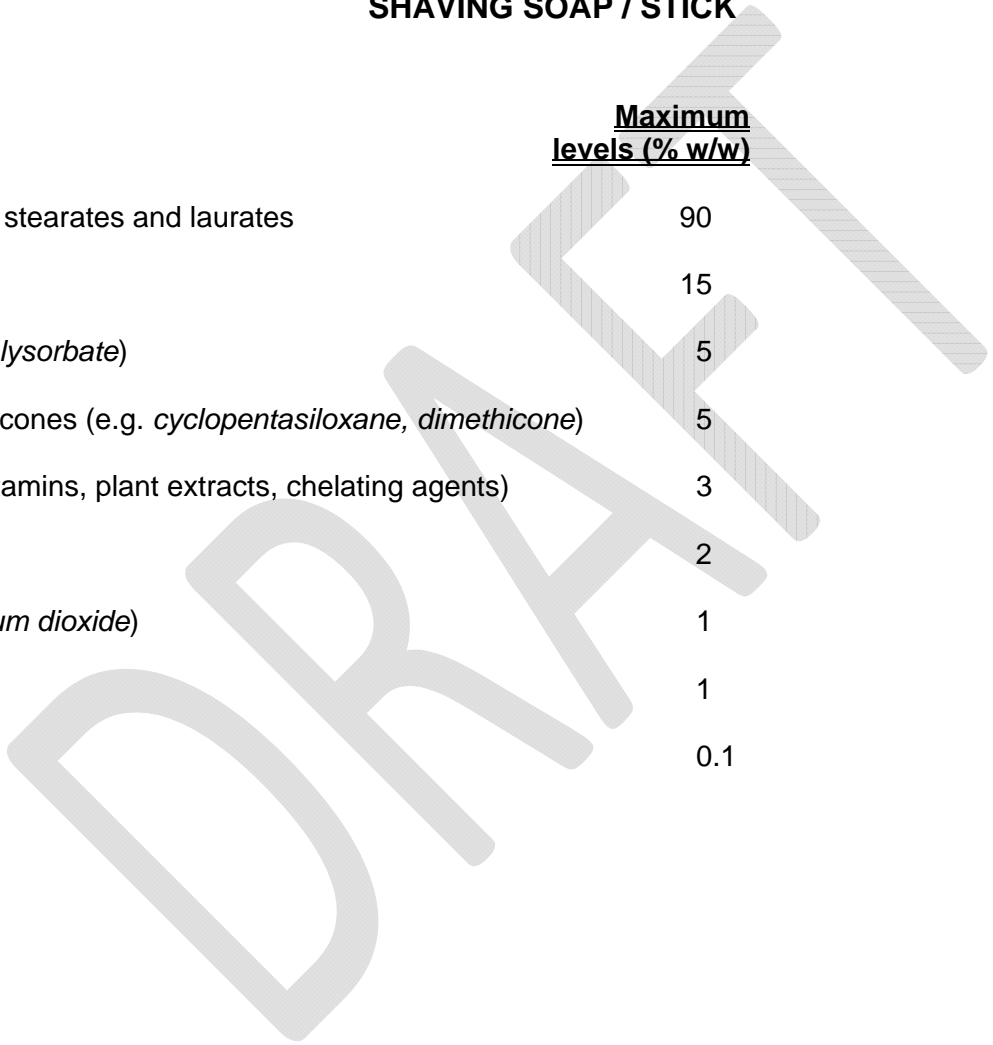 SHAVING SOAP / STICK
Maximum
levels (% w/w)
stearates and laurates 90
15
lysorbate) 5
cones (e.g. cyclopentasiloxane, dimethicone) 5
amins, plant extracts, chelating agents) 3
2
um dioxide) 1
1
0.1
DRAFT